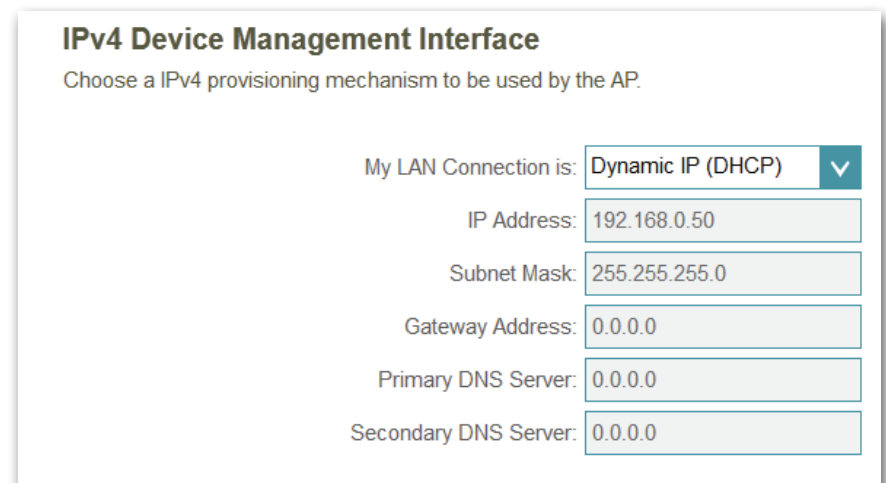 IPv4 Device Management Interface
Choose a IPv4 provisioning mechanism to be used by the AP.
My LAN Connection is: Dynamic IP (DHCP)
IP Address: 192.168.0.50
Subnet Mask: 255.255.255.0
Gateway Address: 0.0.0.0
Primary DNS Server: 0.0.0.0
Secondary DNS Server: 0.0.0.0